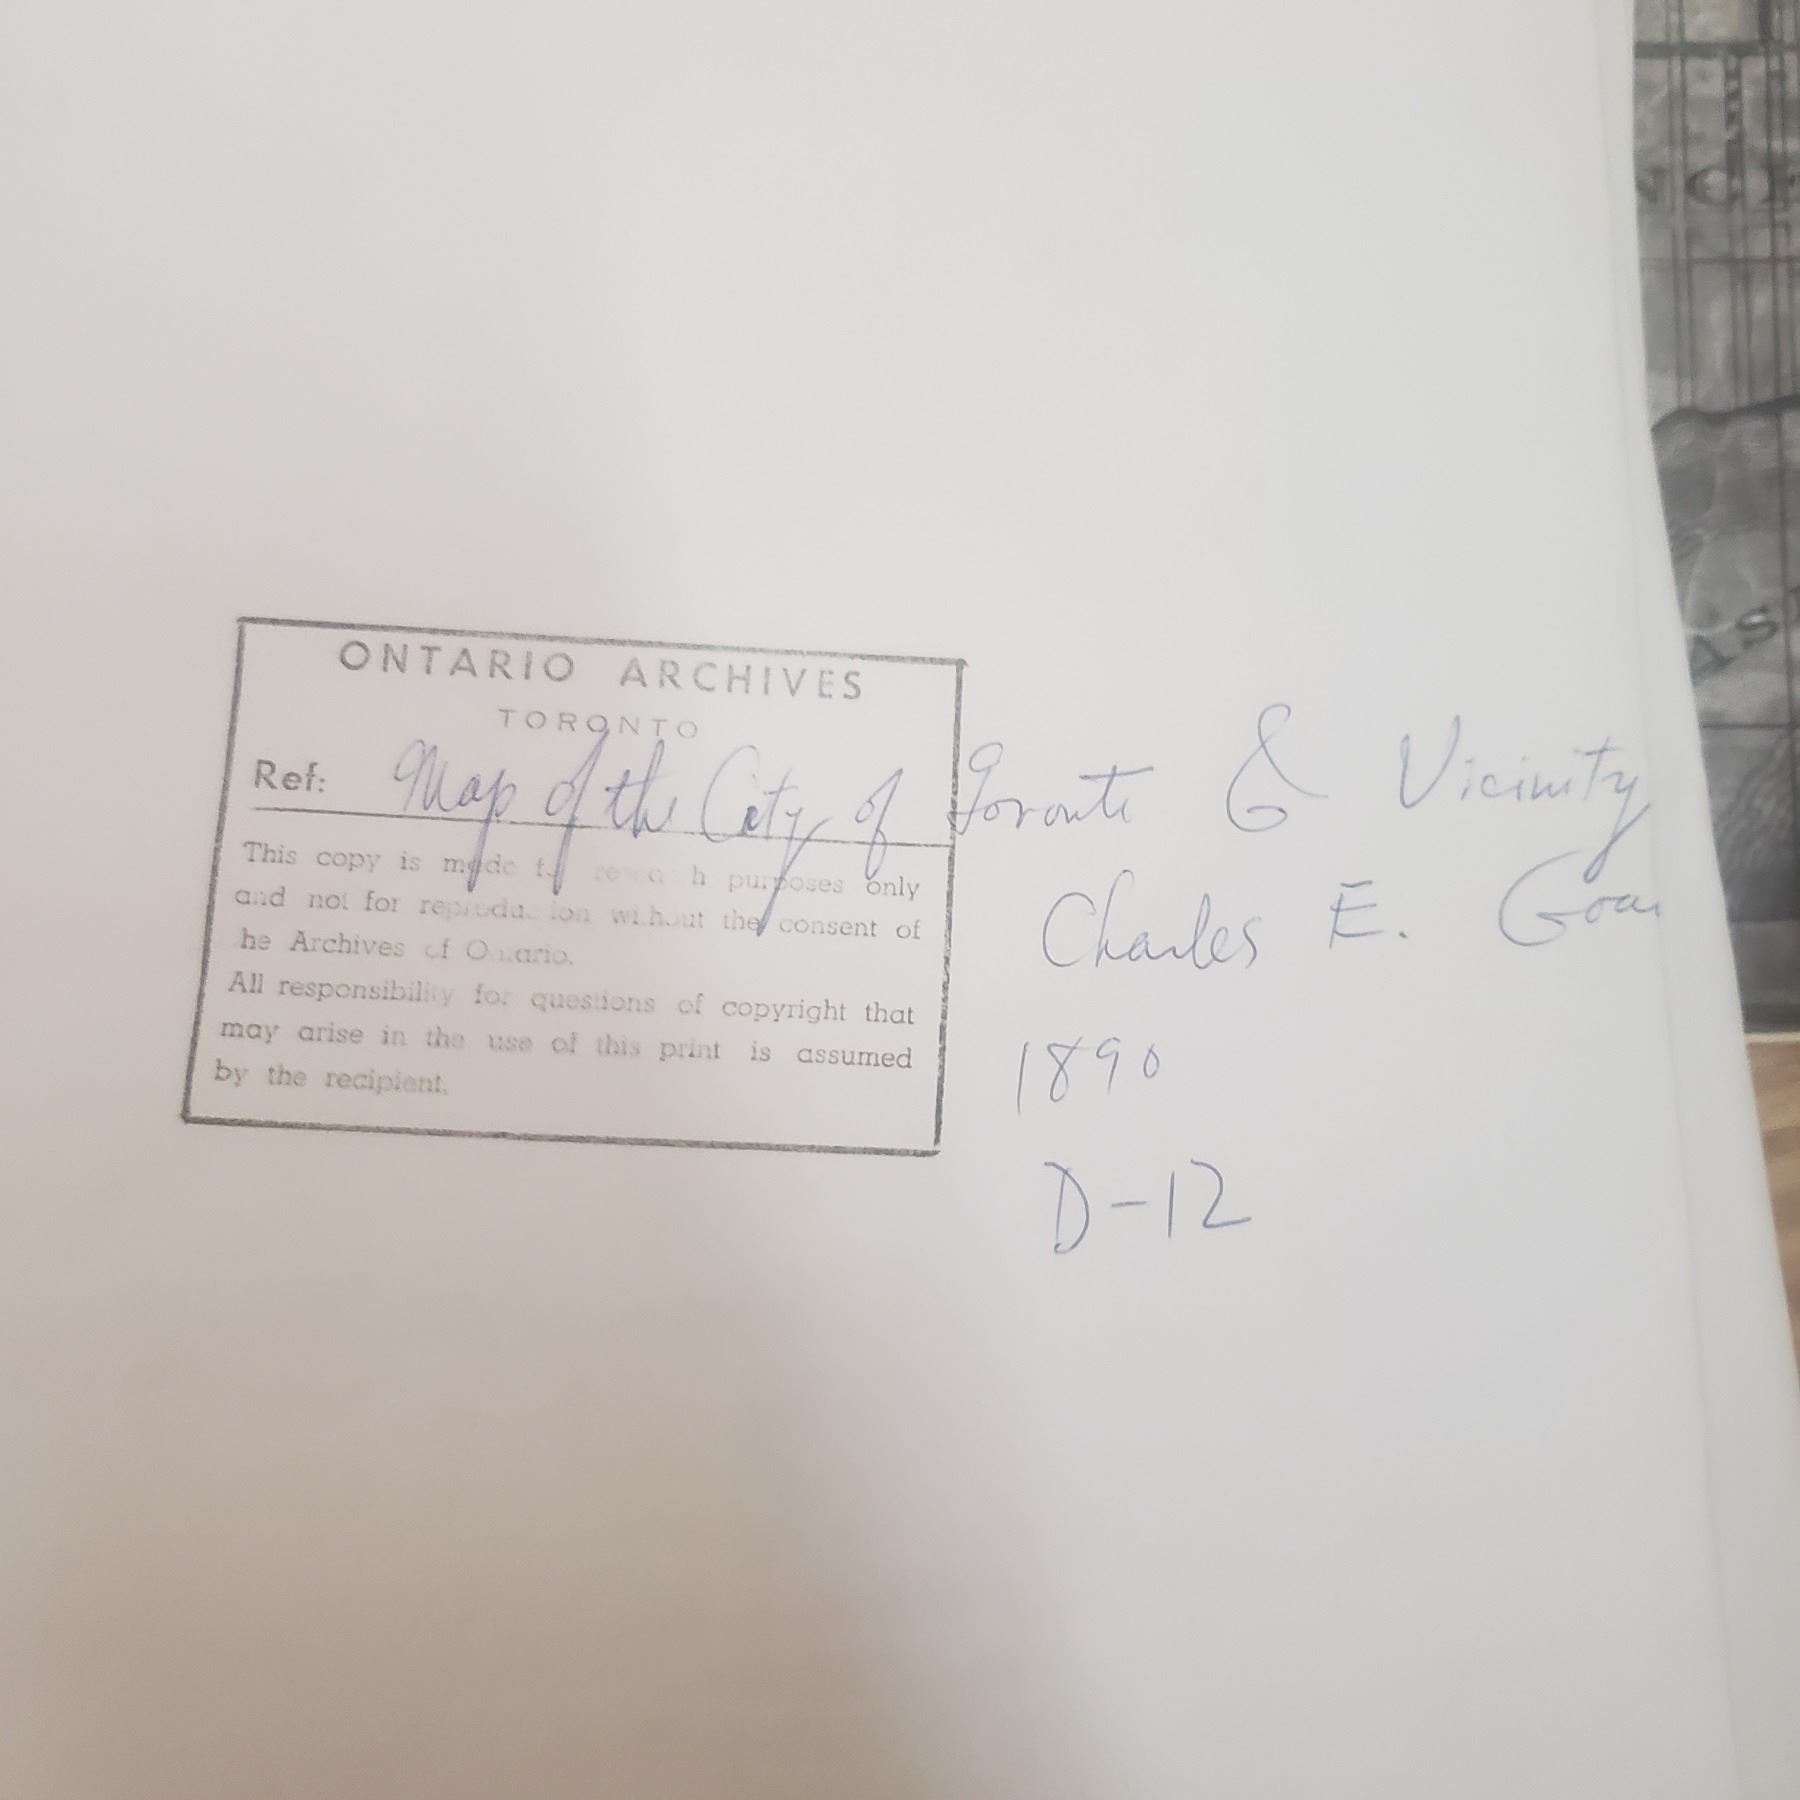 ONTARIO ARCHIVES
TORONTO
Ref: Map of the City of Toronto & Vicinity
This copy is made for research purposes only
and not for reproduction without the consent of
he Archives of Ontario.
All responsibility for questions of copyright that
may arise in the use of this print is assumed
by the recipient.
Charles E. Goa
1890
D-12